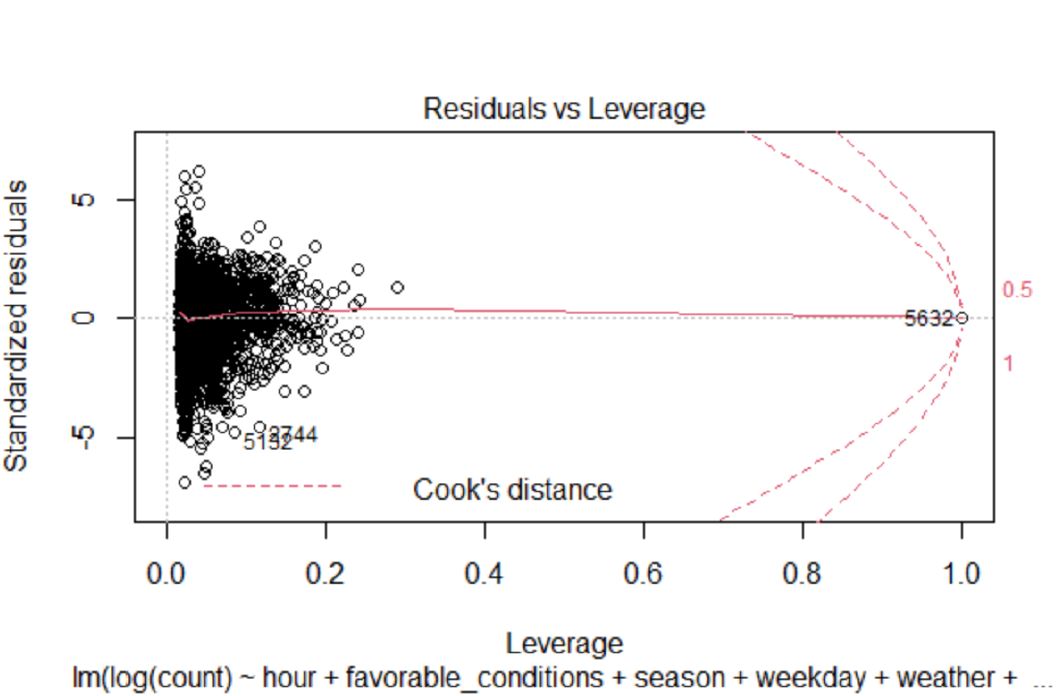 Residuals vs Leverage
Standardized residuals
5
0
-5
0.5
1
5632
5132
2744
Cook's distance
0.0 0.2 0.4 0.6 0.8 1.0
Leverage
lm(log(count) ~ hour + favorable_conditions + season + weekday + weather + ...